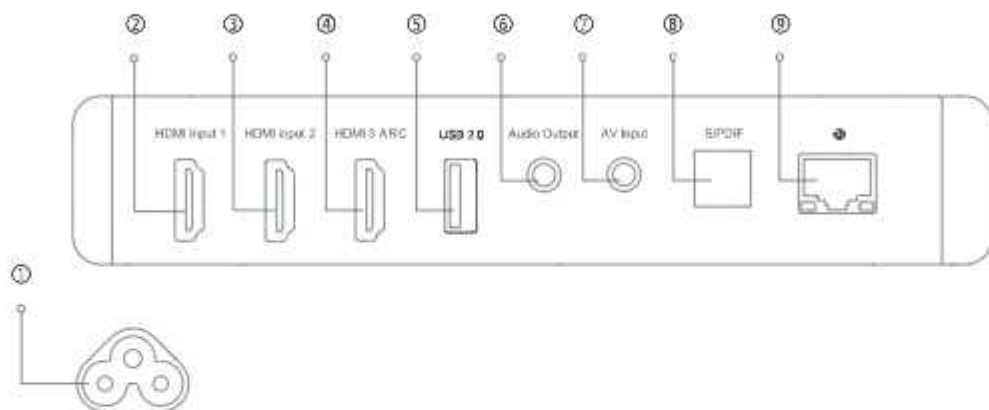 ② ③ ④ ⑤ ⑥ ⑦ ⑧ ⑨
HDMI Input 1 HDMI Input 2 HDMI 3 ARC USB 2.0 Audio Output AV Input S/PDIF
①